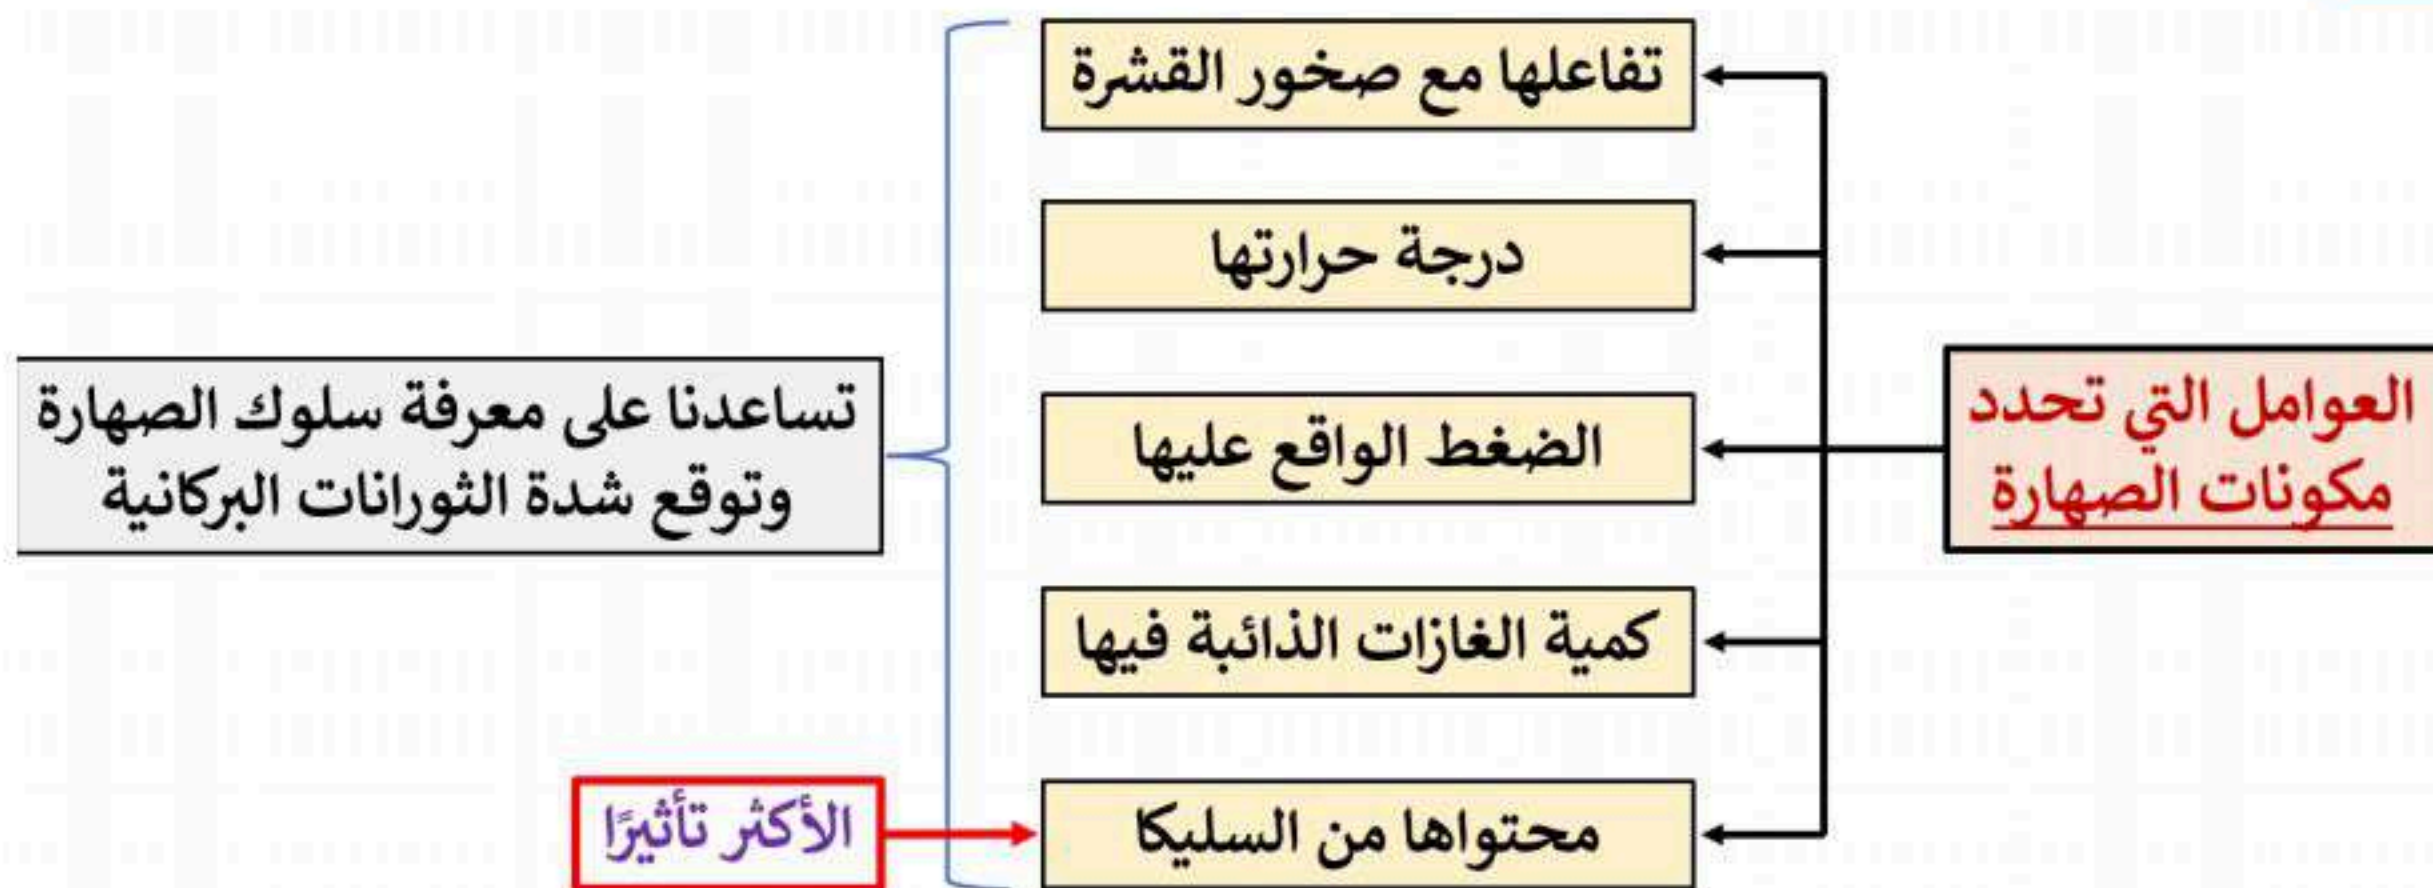 العوامل التي تحدد
مكونات الصهارة
تفاعلها مع صخور القشرة
درجة حرارتها
الضغط الواقع عليها
كمية الغازات الذائبة فيها
محتواها من السليكا
الأكثر تأثيرًا
تساعدنا على معرفة سلوك الصهارة
وتوقع شدة الثورانات البركانية